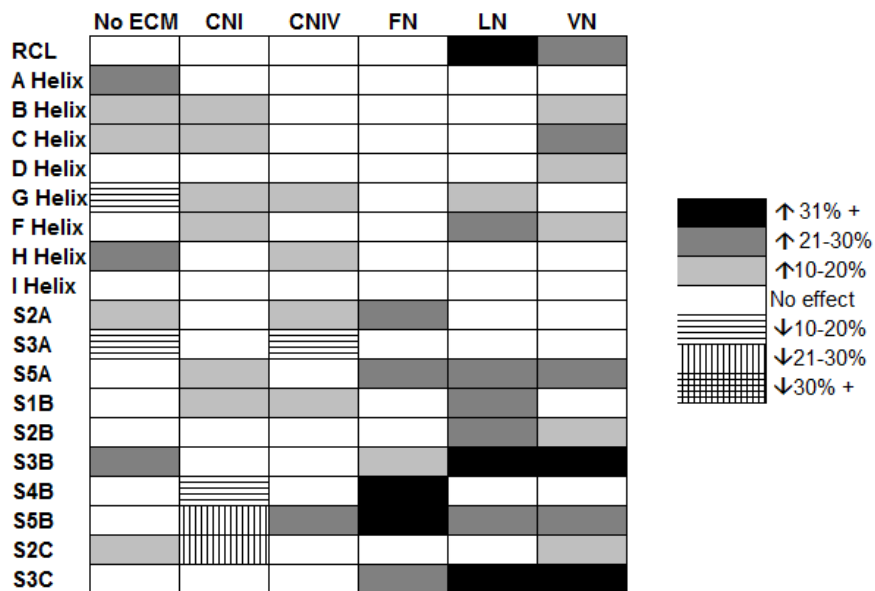 No ECM CNI CNIV FN LN VN
RCL
A Helix
B Helix
C Helix
D Helix
G Helix
F Helix
H Helix
I Helix
S2A
S3A
S5A
S1B
S2B
S3B
S4B
S5B
S2C
S3C
↑ 31% +
↑ 21-30%
↑10-20%
No effect
↓10-20%
↓21-30%
↓30% +